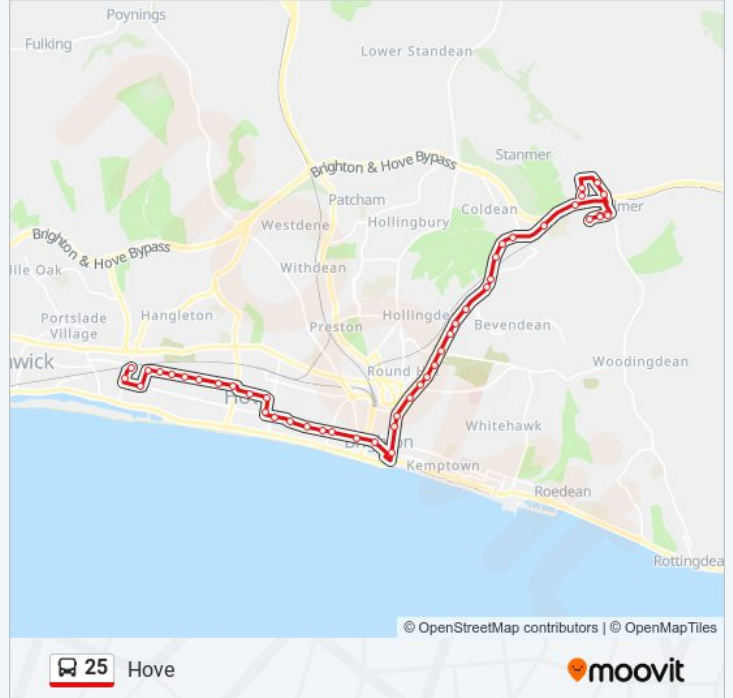 Poynings
Fulking
Lower Standean
Brighton & Hove Bypass
Stanmer
Patcham
Coldean
Westdene
Hollingbury
Brighton & Hove Bypass
Withdean
Portslade
Village
Hangleton
Preston
Bevendean
Woodingdean
Whitehawk
Kemptown
Roedean
© OpenStreetMap contributors | © OpenMapTiles
25 Hove
moovit